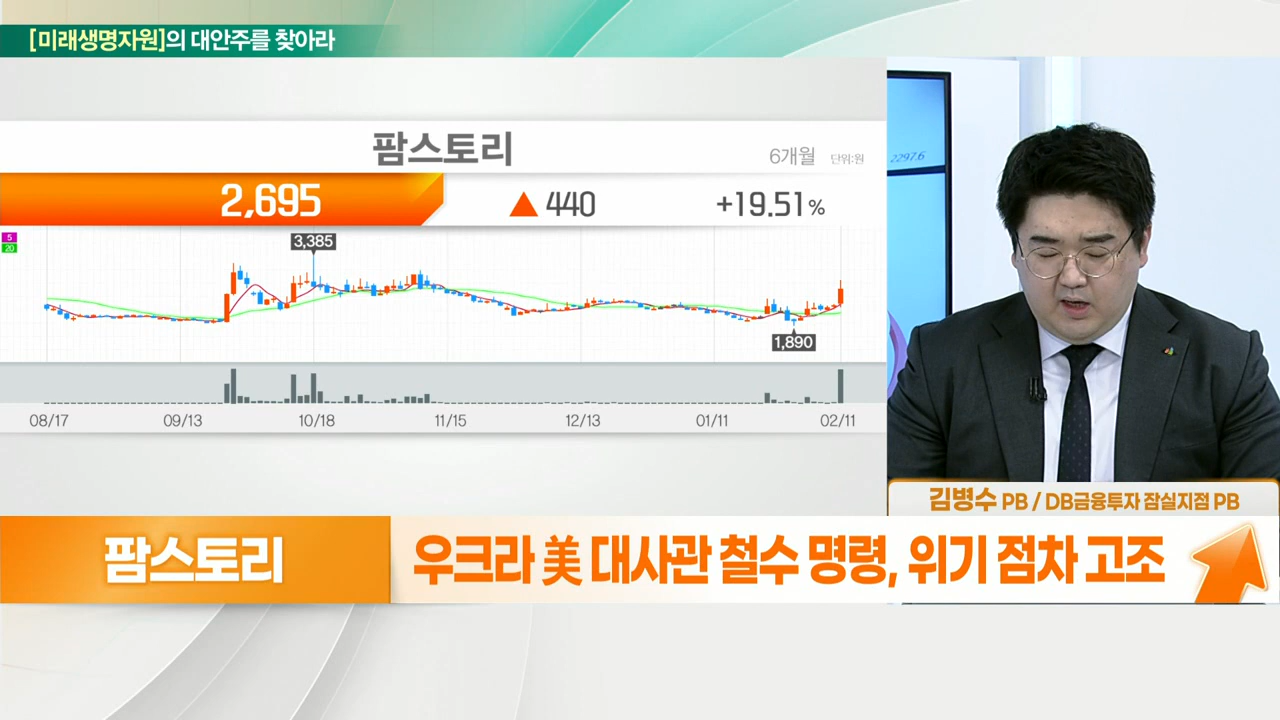 [미래생명자원]의 대안주를 찾아라
팜스토리
6개월 단위:원
2,695 ▲ 440 +19.51%
5
20
3,385
1,890
08/17 09/13 10/18 11/15 12/13 01/11 02/11
2297.6
김병수 PB / DB금융투자 잠실지점 PB
팜스토리
우크라 美 대사관 철수 명령, 위기 점차 고조